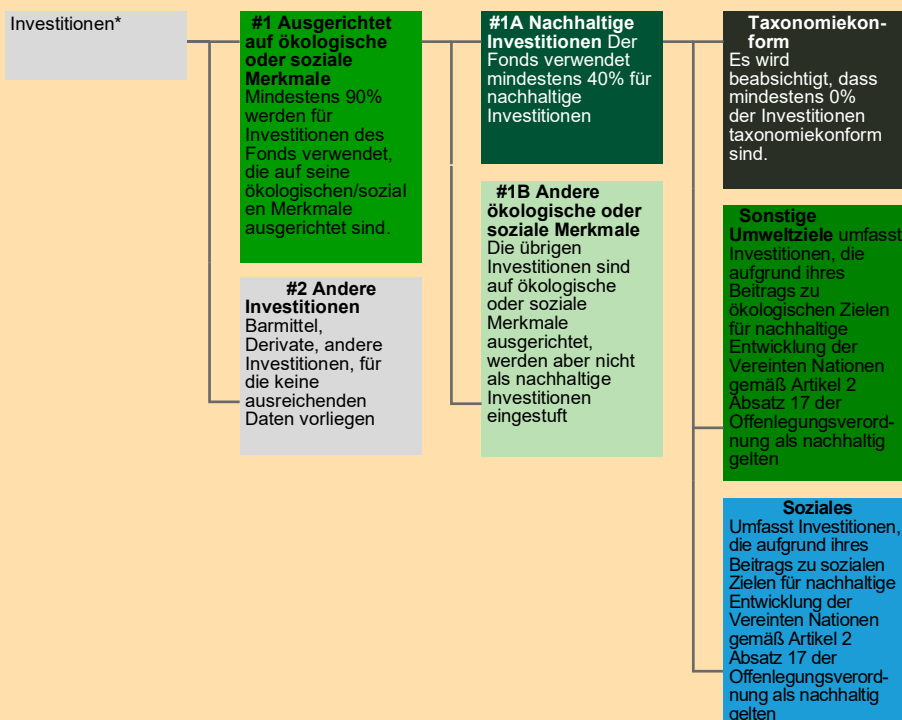 Investitionen*
#1 Ausgerichtet
auf ökologische
oder soziale
Merkmale
Mindestens 90%
werden für
Investitionen des
Fonds verwendet,
die auf seine
ökologischen/sozial
en Merkmale
ausgerichtet sind.
#2 Andere
Investitionen
Barmittel,
Derivate, andere
Investitionen, für
die keine
ausreichenden
Daten vorliegen
#1A Nachhaltige
Investitionen Der
Fonds verwendet
mindestens 40% für
nachhaltige
Investitionen
#1B Andere
ökologische oder
soziale Merkmale
Die übrigen
Investitionen sind
auf ökologische
oder soziale
Merkmale
ausgerichtet,
werden aber nicht
als nachhaltige
Investitionen
eingestuft
Taxonomiekon-
form
Es wird
beabsichtigt, dass
mindestens 0%
der Investitionen
taxonomiekonform
sind.
Sonstige
Umweltziele umfasst
Investitionen, die
aufgrund ihres
Beitrags zu
ökologischen Zielen
für nachhaltige
Entwicklung der
Vereinten Nationen
gemäß Artikel 2
Absatz 17 der
Offenlegungsverord-
nung als nachhaltig
gelten
Soziales
Umfasst Investitionen,
die aufgrund ihres
Beitrags zu sozialen
Zielen für nachhaltige
Entwicklung der
Vereinten Nationen
gemäß Artikel 2
Absatz 17 der
Offenlegungsverord-
nung als nachhaltig
gelten